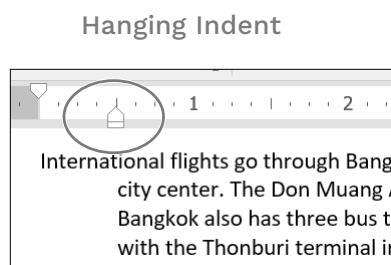 Hanging Indent
1 2
International flights go through Bang
city center. The Don Muang
Bangkok also has three bus t
with the Thonburi terminal i